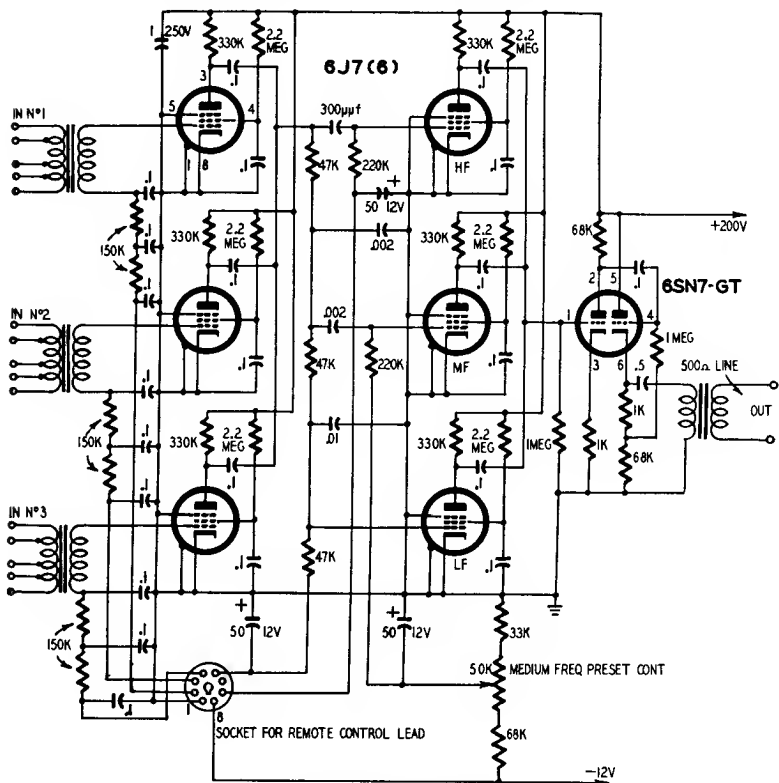 .1 250V
330K
2.2 MEG
330K
2.2 MEG
6J7(6)
3
.1
.1
5
4
IN Nº1
300µµf
1
8
HF
47K
220K
.1
.1
50 12V
+
.1
150K
.1
.002
330K
2.2 MEG
330K
2.2 MEG
68K
+200V
.1
.1
.1
2
5
.1
6SN7-GT
IN Nº2
.002
1
4
1 MEG
3
6
MF
.1
.1
47K
220K
500Ω LINE
.5
OUT
.1
1K
150K
.1
330K
2.2 MEG
.01
330K
2.2 MEG
1MEG
1K
68K
.1
.1
.1
IN Nº3
47K
LF
.1
.1
.1
+
+
150K
.1
50 12V
50 12V
33K
50K MEDIUM FREQ PRESET CONT
.1
1
8
68K
SOCKET FOR REMOTE CONTROL LEAD
-12V